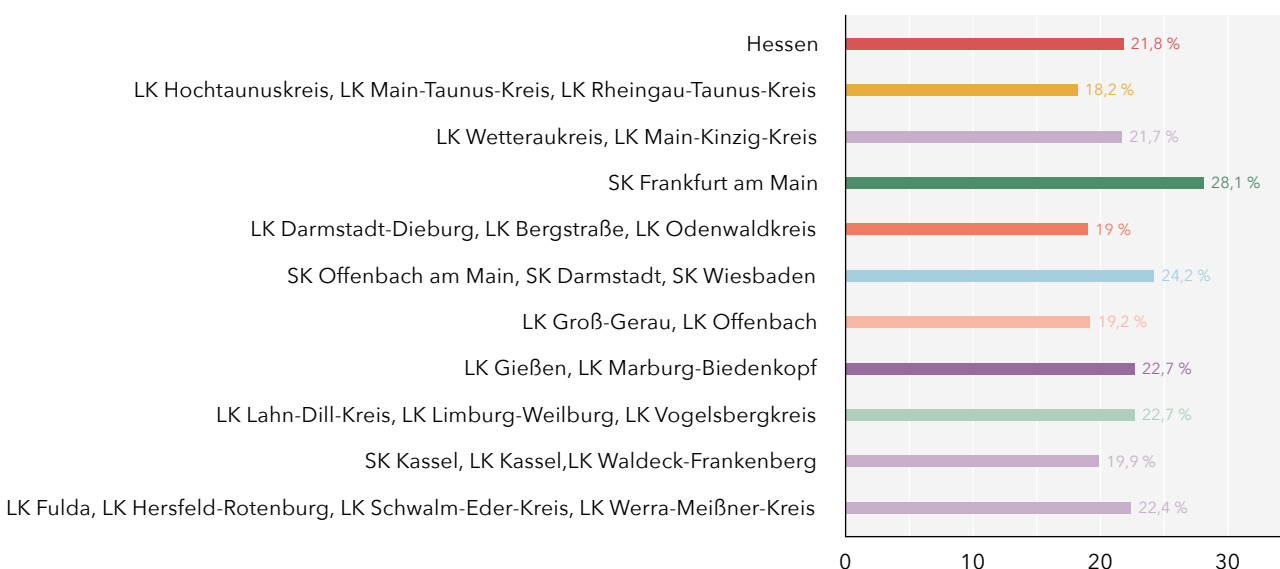 Hessen 21,8 %
LK Hochtaunuskreis, LK Main-Taunus-Kreis, LK Rheingau-Taunus-Kreis 18,2 %
LK Wetteraukreis, LK Main-Kinzig-Kreis 21,7 %
SK Frankfurt am Main 28,1 %
LK Darmstadt-Dieburg, LK Bergstraße, LK Odenwaldkreis 19 %
SK Offenbach am Main, SK Darmstadt, SK Wiesbaden 24,2 %
LK Groß-Gerau, LK Offenbach 19,2 %
LK Gießen, LK Marburg-Biedenkopf 22,7 %
LK Lahn-Dill-Kreis, LK Limburg-Weilburg, LK Vogelsbergkreis 22,7 %
SK Kassel, LK Kassel,LK Waldeck-Frankenberg 19,9 %
LK Fulda, LK Hersfeld-Rotenburg, LK Schwalm-Eder-Kreis, LK Werra-Meißner-Kreis 22,4 %
0 10 20 30